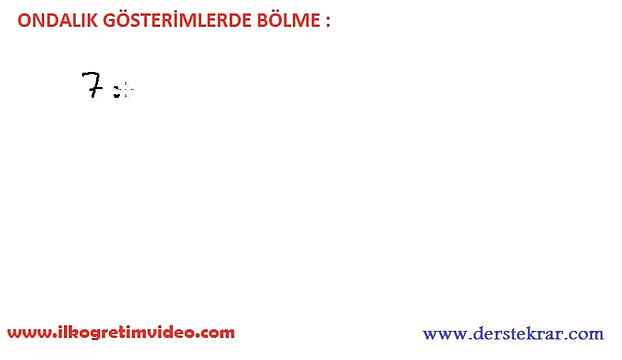 ONDALIK GÖSTERİMLERDE BÖLME :
7
www.ilkogretimvideo.com
www.derstekrar.com